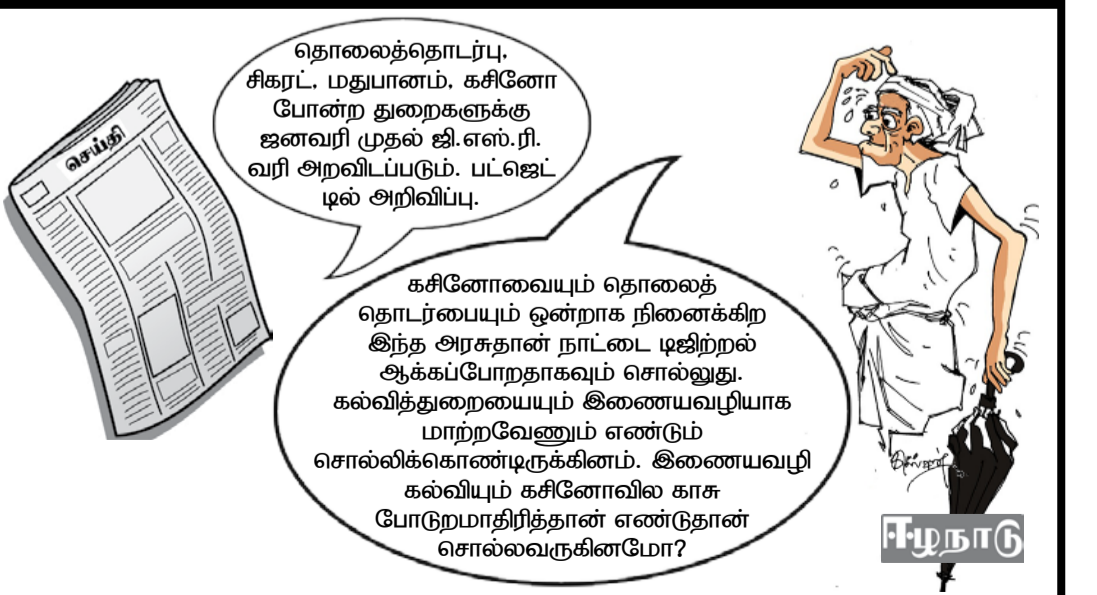 செய்தி
தொலைத்தொடர்பு,
சிகரட், மதுபானம், கசினோ
போன்ற துறைகளுக்கு
ஜனவரி முதல் ஜி.எஸ்.ரி.
வரி அறவிடப்படும். பட்ஜெட்
டில் அறிவிப்பு.
கசினோவையும் தொலைத்
தொடர்பையும் ஒன்றாக நினைக்கிற
இந்த அரசுதான் நாட்டை டிஜிற்றல்
ஆக்கப்போறதாகவும் சொல்லுது.
கல்வித்துறையையும் இணையவழியாக
மாற்றவேணும் எண்டும்
சொல்லிக்கொண்டிருக்கினம். இணையவழி
கல்வியும் கசினோவில காசு
போடுறமாதிரித்தான் எண்டுதான்
சொல்லவருகினமோ?
ஈழநாடு